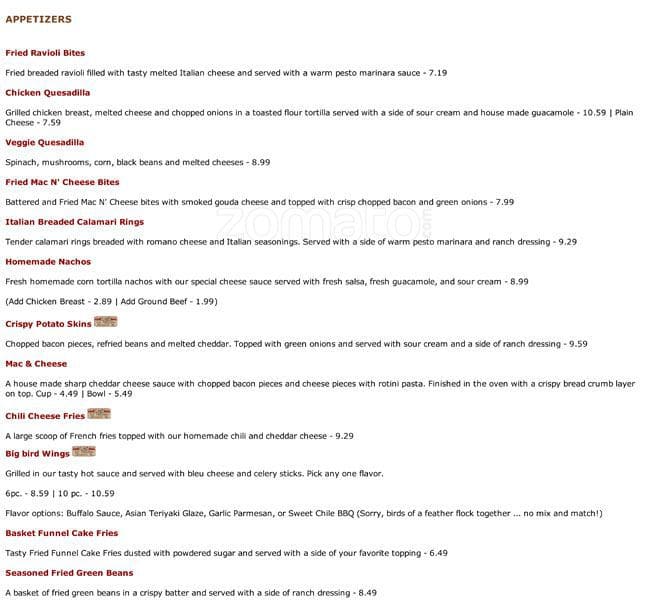 APPETIZERS
Fried Ravioli Bites
Fried breaded ravioli filled with tasty melted Italian cheese and served with a warm pesto marinara sauce - 7.19
Chicken Quesadilla
Grilled chicken breast, melted cheese and chopped onions in a toasted flour tortilla served with a side of sour cream and house made guacamole - 10.59 | Plain
Cheese - 7.59
Veggie Quesadilla
Spinach, mushrooms, corn, black beans and melted cheeses - 8.99
Fried Mac N' Cheese Bites
Battered and Fried Mac N' Cheese bites with smoked gouda cheese and topped with crisp chopped bacon and green onions - 7.99
zomato.com
Italian Breaded Calamari Rings
Tender calamari rings breaded with romano cheese and Italian seasonings. Served with a side of warm pesto marinara and ranch dressing - 9.29
Homemade Nachos
Fresh homemade corn tortilla nachos with our special cheese sauce served with fresh salsa, fresh guacamole, and sour cream - 8.99
(Add Chicken Breast - 2.89 | Add Ground Beef - 1.99)
Crispy Potato Skins
Chopped bacon pieces, refried beans and melted cheddar. Topped with green onions and served with sour cream and a side of ranch dressing - 9.59
Mac & Cheese
A house made sharp cheddar cheese sauce with chopped bacon pieces and cheese pieces with rotini pasta. Finished in the oven with a crispy bread crumb layer
on top. Cup - 4.49 | Bowl - 5.49
Chili Cheese Fries
A large scoop of French fries topped with our homemade chili and cheddar cheese - 9.29
Big bird Wings
Grilled in our tasty hot sauce and served with bleu cheese and celery sticks. Pick any one flavor.
6pc. - 8.59 | 10 pc. - 10.59
Flavor options: Buffalo Sauce, Asian Teriyaki Glaze, Garlic Parmesan, or Sweet Chile BBQ (Sorry, birds of a feather flock together ... no mix and match!)
Basket Funnel Cake Fries
Tasty Fried Funnel Cake Fries dusted with powdered sugar and served with a side of your favorite topping - 6.49
Seasoned Fried Green Beans
A basket of fried green beans in a crispy batter and served with a side of ranch dressing - 8.49